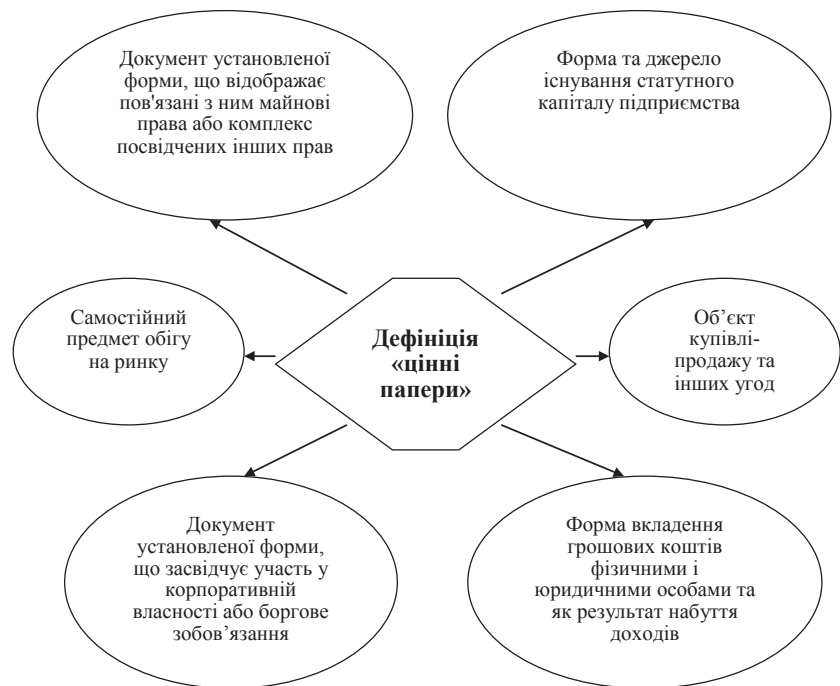 Документ установленої
форми, що відображає
пов'язані з ним майнові
права або комплекс
посвідчених інших прав
Форма та джерело
існування статутного
капіталу підприємства
Самостійний
предмет обігу
на ринку
Дефініція
«цінні
папери»
Об’єкт
купівлі-
продажу та
інших угод
Документ
установленої форми,
що засвідчує участь у
корпоративній
власності або боргове
зобов’язання
Форма вкладення
грошових коштів
фізичними і
юридичними особами та
як результат набуття
доходів